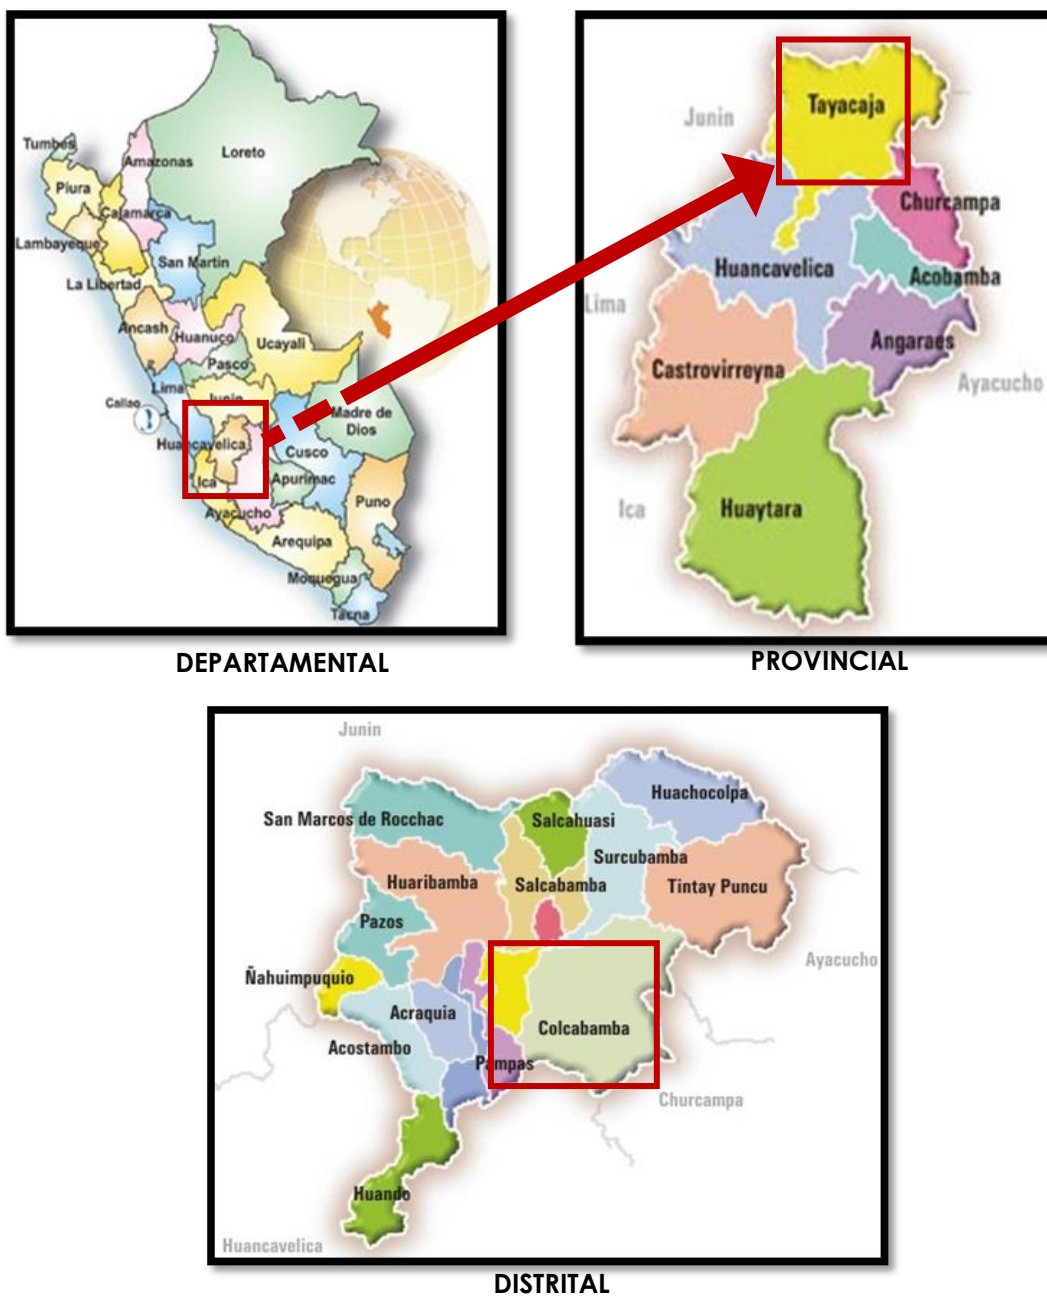 Tumbes
Loreto
Amazonas
Piura
Cajamarca
Lambayeque
San Martin
La Libertad
Ancash
Huanuco
Ucayali
Pasco
Lima
Junin
Callao
Madre de
Dios
Huancavelica
Cusco
Ica
Apurimac
Puno
Ayacucho
Arequipa
Moquegua
Tacna
DEPARTAMENTAL
Tayacaja
Junin
Churcampa
Huancavelica
Acobamba
Lima
Angaraes
Castrovirreyna
Ayacucho
Ica
Huaytara
PROVINCIAL
Junin
Huachocolpa
San Marcos de Rocchac
Salcahuasi
Surcubamba
Huaribamba
Salcabamba
Tintay Puncu
Pazos
Ayacucho
Ñahuimpuquio
Acraquia
Colcabamba
Acostambo
Pampas
Churcampa
Huando
Huancavelica
DISTRITAL